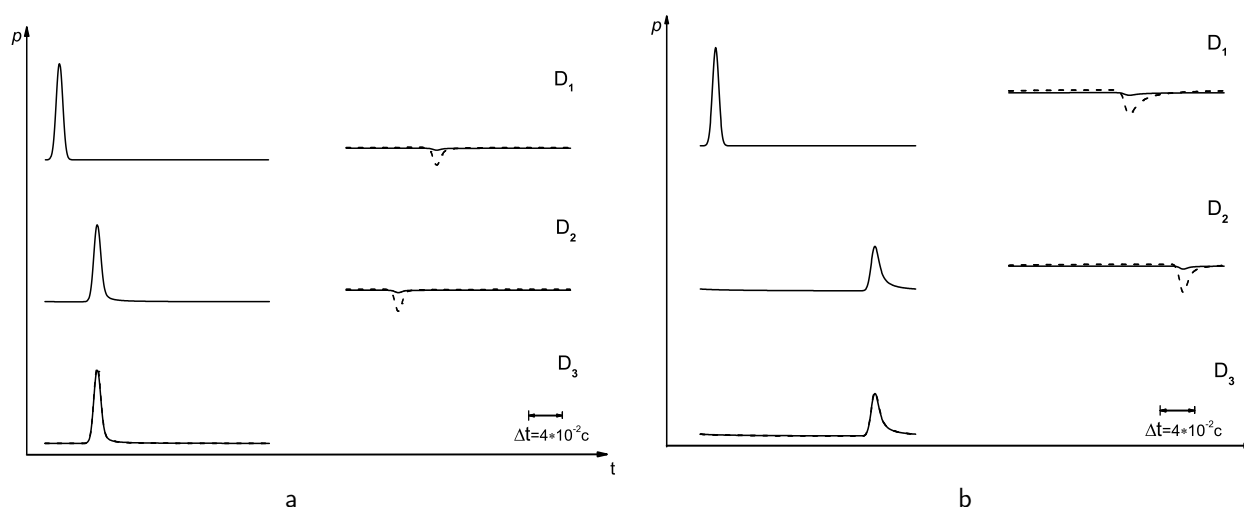 p
D1
D2
D3
Δt=4*10-2c
t
a
p
D1
D2
D3
Δt=4*10-2c
b